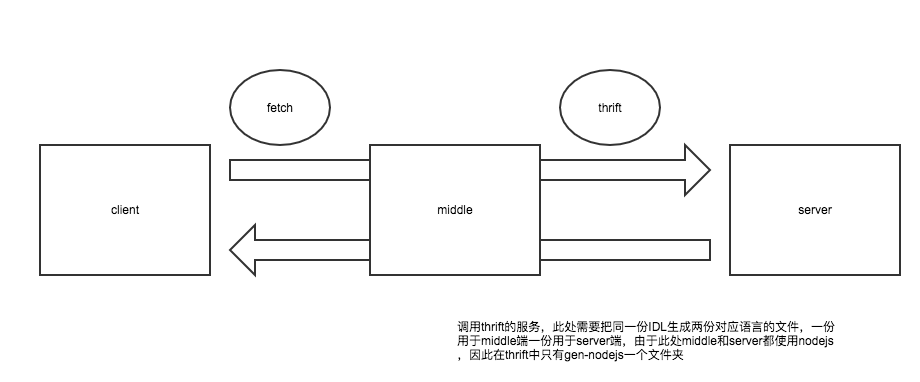 fetch
thrift
client
middle
server
调用thrift的服务，此处需要把同一份IDL生成两份对应语言的文件，一份
用于middle端一份用于server端，由于此处middle和server都使用nodejs
，因此在thrift中只有gen-nodejs一个文件夹